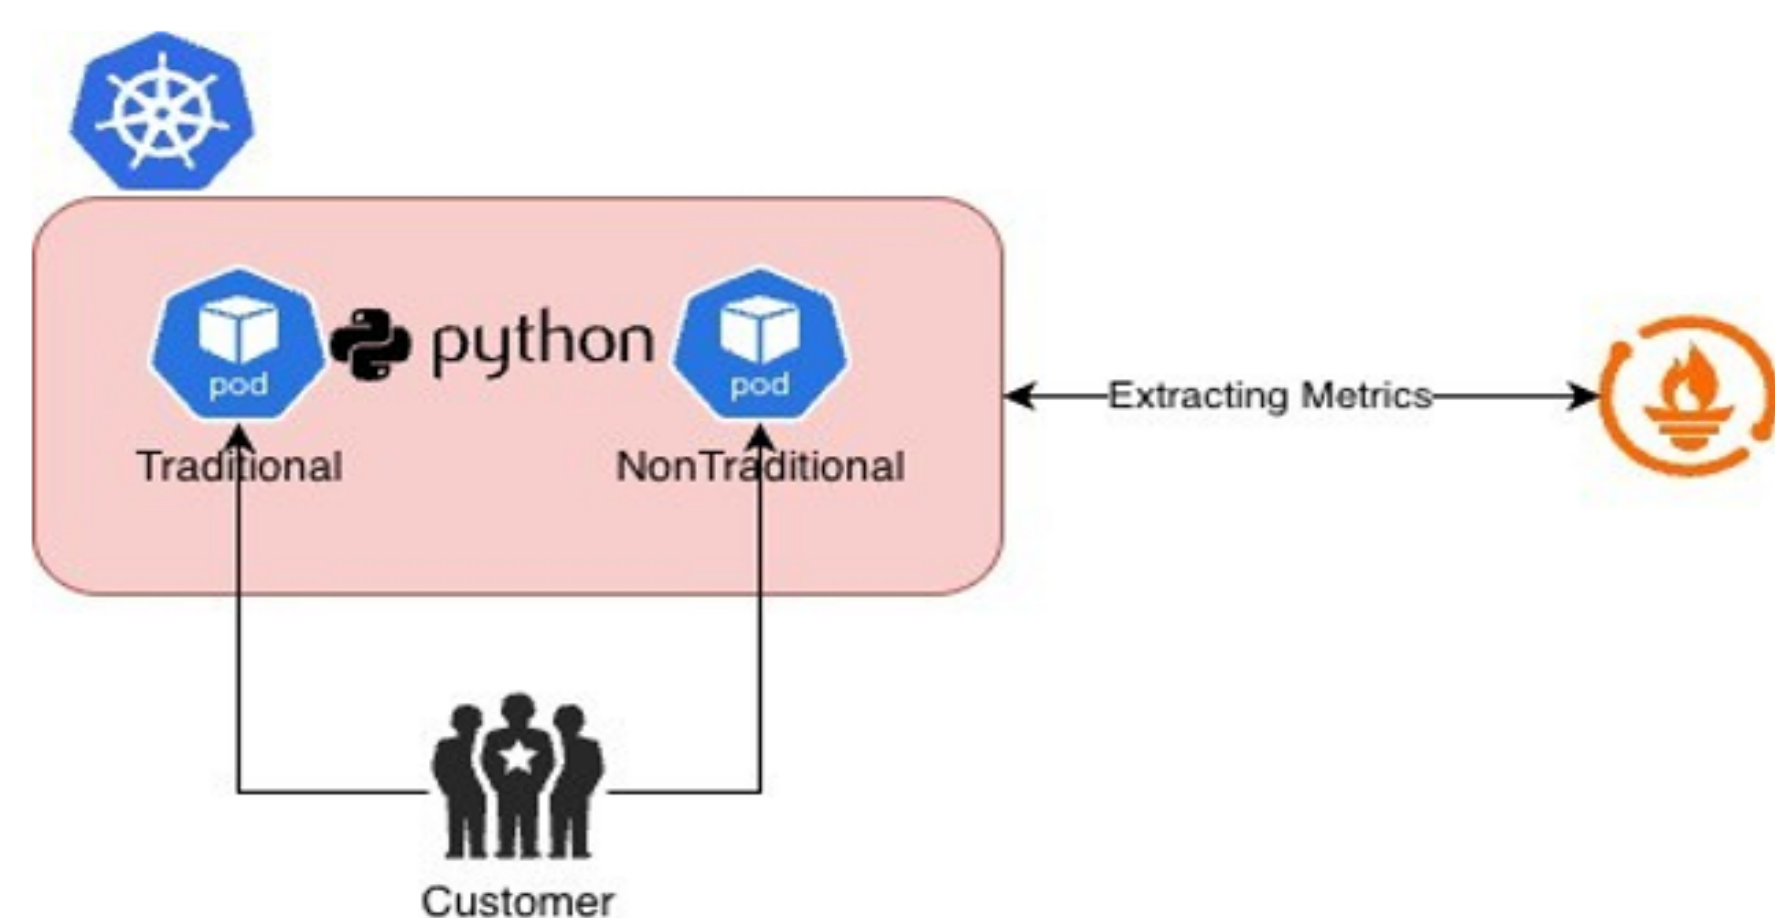 python
pod
pod
Traditional
NonTraditional
Extracting Metrics
Customer